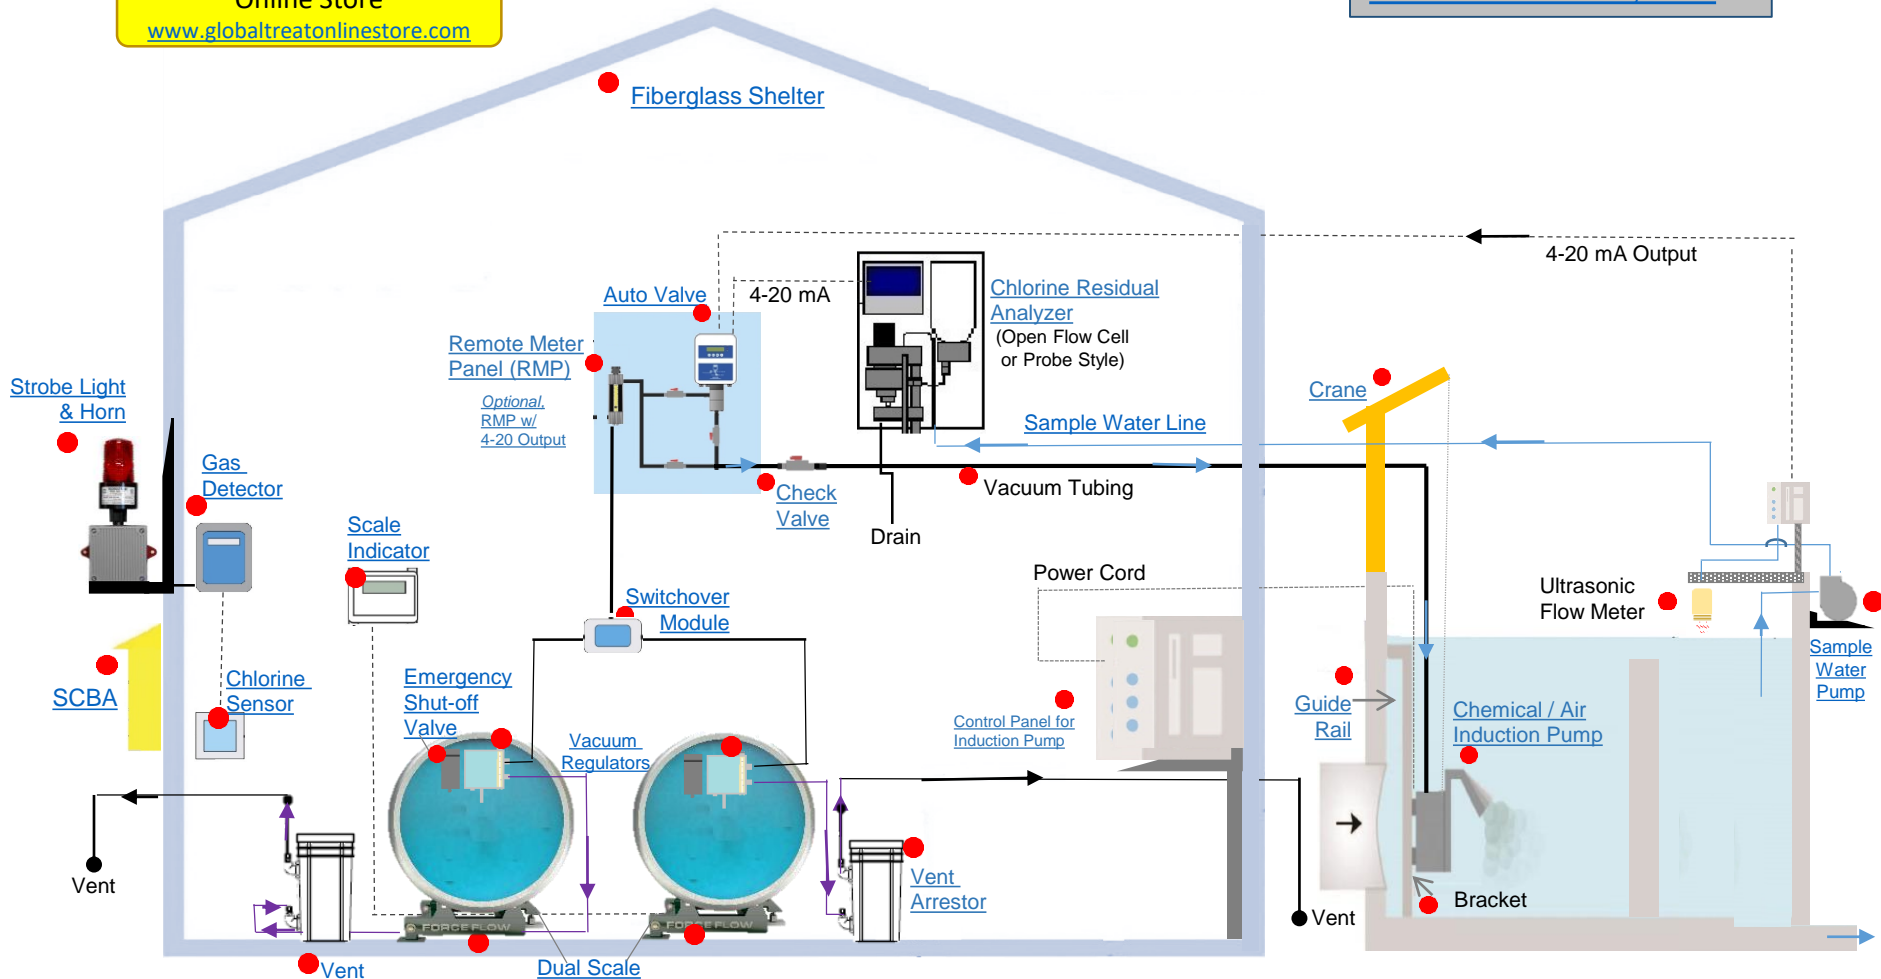 Online Store
www.globaltreatonlinestore.com
Fiberglass Shelter
4-20 mA Output
Auto Valve
4-20 mA
Chlorine Residual
Analyzer
(Open Flow Cell
or Probe Style)
Remote Meter
Panel (RMP)
Optional,
RMP w/
4-20 Output
Strobe Light
& Horn
Crane
Sample Water Line
Gas
Detector
Check
Valve
Vacuum Tubing
Drain
Scale
Indicator
Power Cord
Ultrasonic
Flow Meter
Switchover
Module
SCBA
Chlorine
Sensor
Emergency
Shut-off
Valve
Vacuum
Regulators
Control Panel for
Induction Pump
Guide
Rail
Chemical / Air
Induction Pump
Sample
Water
Pump
Vent
Vent
Arrestor
Bracket
Vent
FORCE FLOW
FORCE FLOW
Vent
Dual Scale